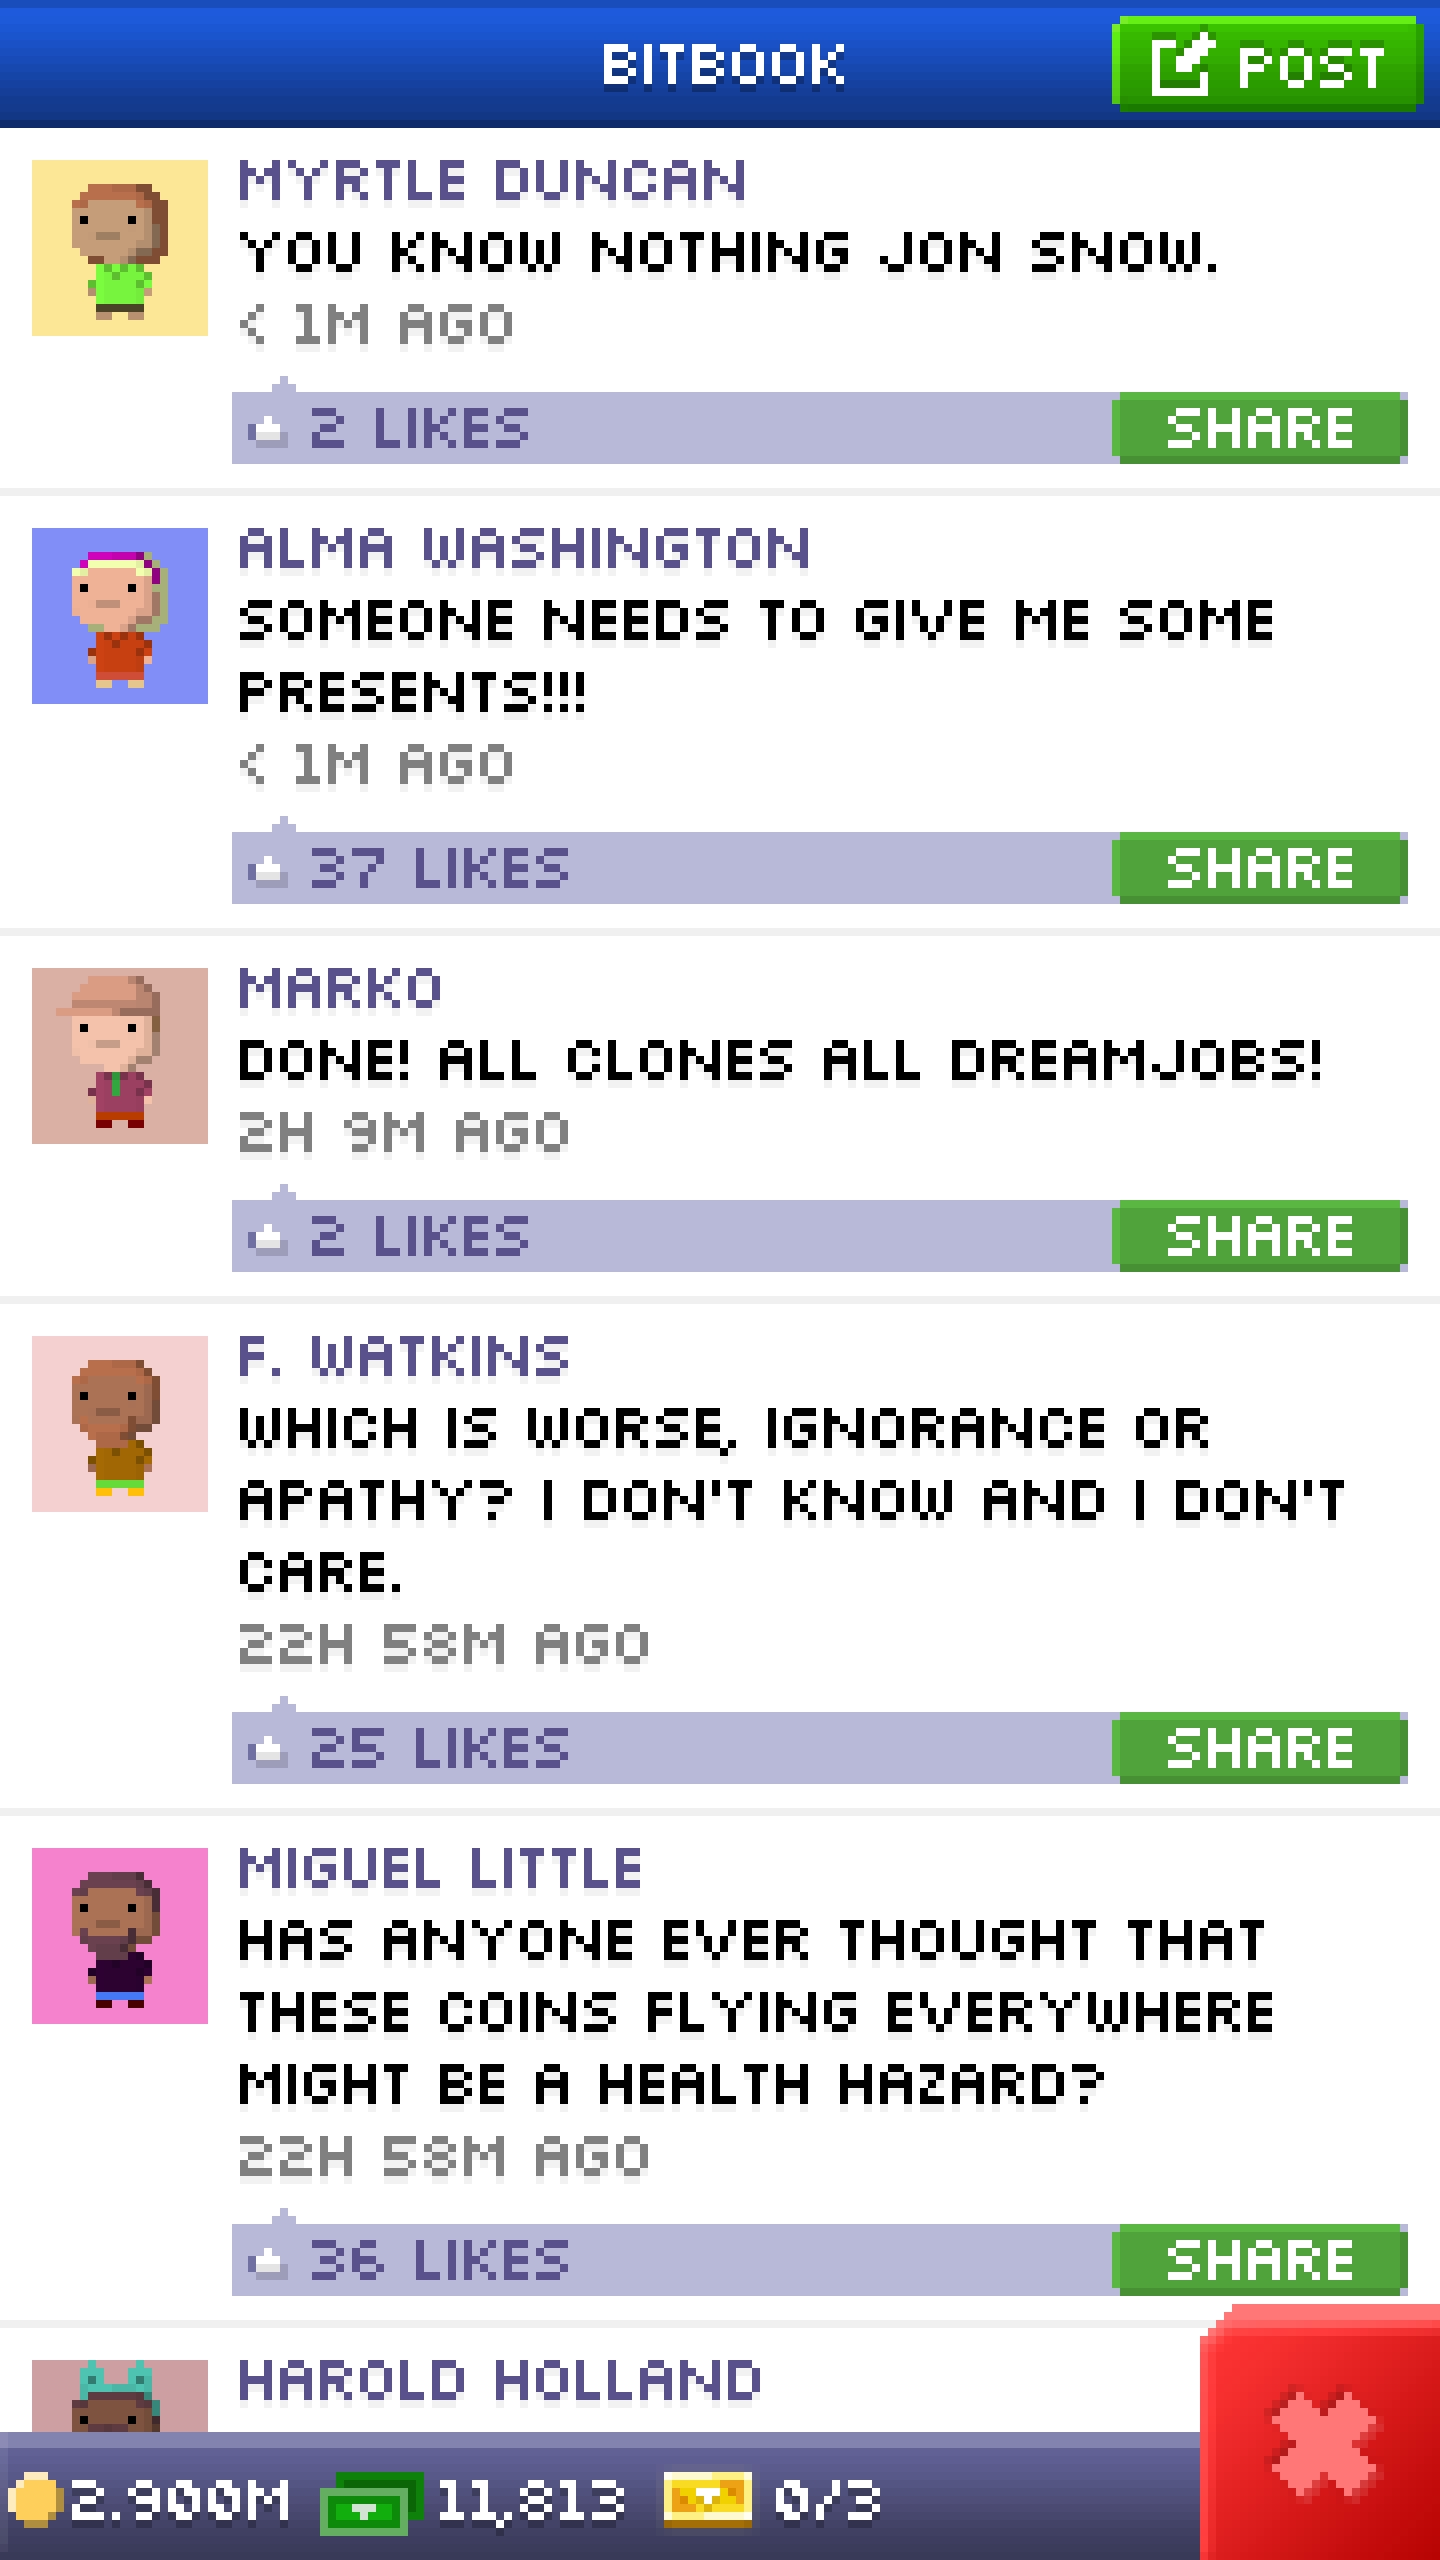 BITBOOK
POST
MYRTLE DUNCAN
YOU KNOW NOTHING JON SNOW.
< 1M AGO
2 LIKES
SHARE
ALMA WASHINGTON
SOMEONE NEEDS TO GIVE ME SOME
PRESENTS!!!
< 1M AGO
37 LIKES
SHARE
MARKO
DONE! ALL CLONES ALL DREAMJOBS!
2H 9M AGO
2 LIKES
SHARE
F. WATKINS
WHICH IS WORSE, IGNORANCE OR
APATHY? I DON'T KNOW AND I DON'T
CARE.
22H 58M AGO
25 LIKES
SHARE
MIGUEL LITTLE
HAS ANYONE EVER THOUGHT THAT
THESE COINS FLYING EVERYWHERE
MIGHT BE A HEALTH HAZARD?
22H 58M AGO
36 LIKES
SHARE
HAROLD HOLLAND
2.900M 11,813 0/3